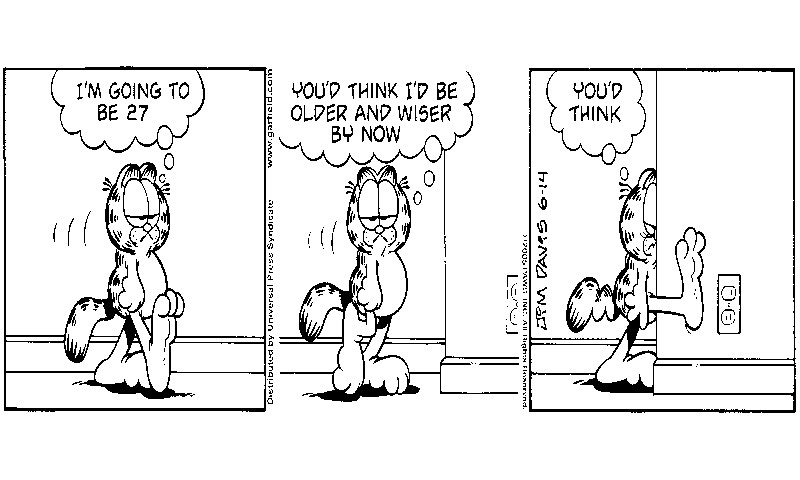 I'M GOING TO
BE 27
www.garfield.com
Distributed by Universal Press Syndicate
YOU'D THINK I'D BE
OLDER AND WISER
BY NOW
YOU'D
THINK
JIM DAVIS 6-14